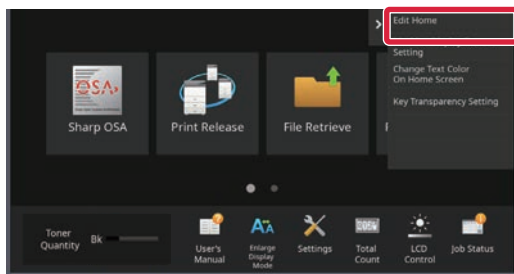 Edit Home
Setting
Change Text Color
On Home Screen
Key Transparency Setting
OSA
Sharp OSA
Print Release
File Retrieve
Toner
Quantity
Bk
User's
Manual
Enlarge
Display
Mode
Settings
Total
Count
LCD
Control
Job Status